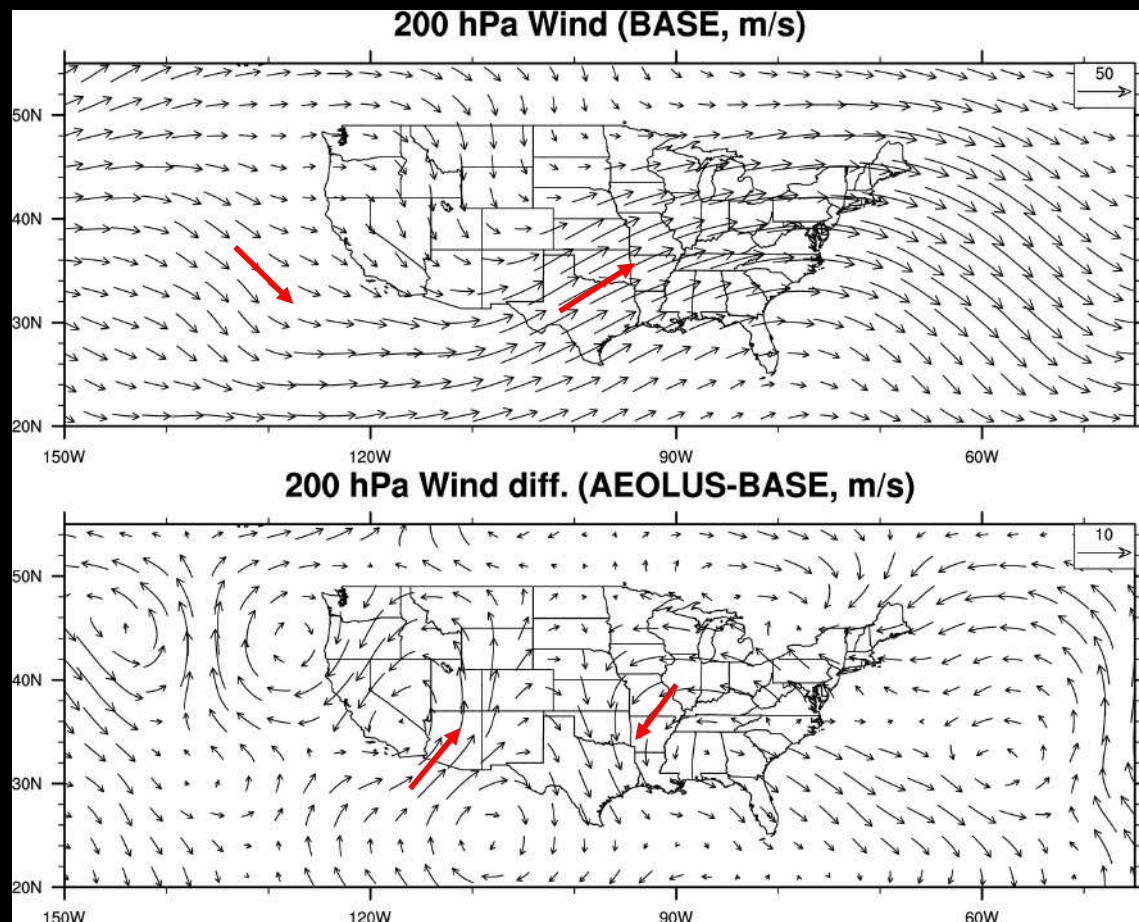 200 hPa Wind (BASE, m/s)
50
50N
40N
30N
20N
150W 120W 90W 60W
200 hPa Wind diff. (AEOLUS-BASE, m/s)
10
50N
40N
30N
20N
150W 120W 90W 60W